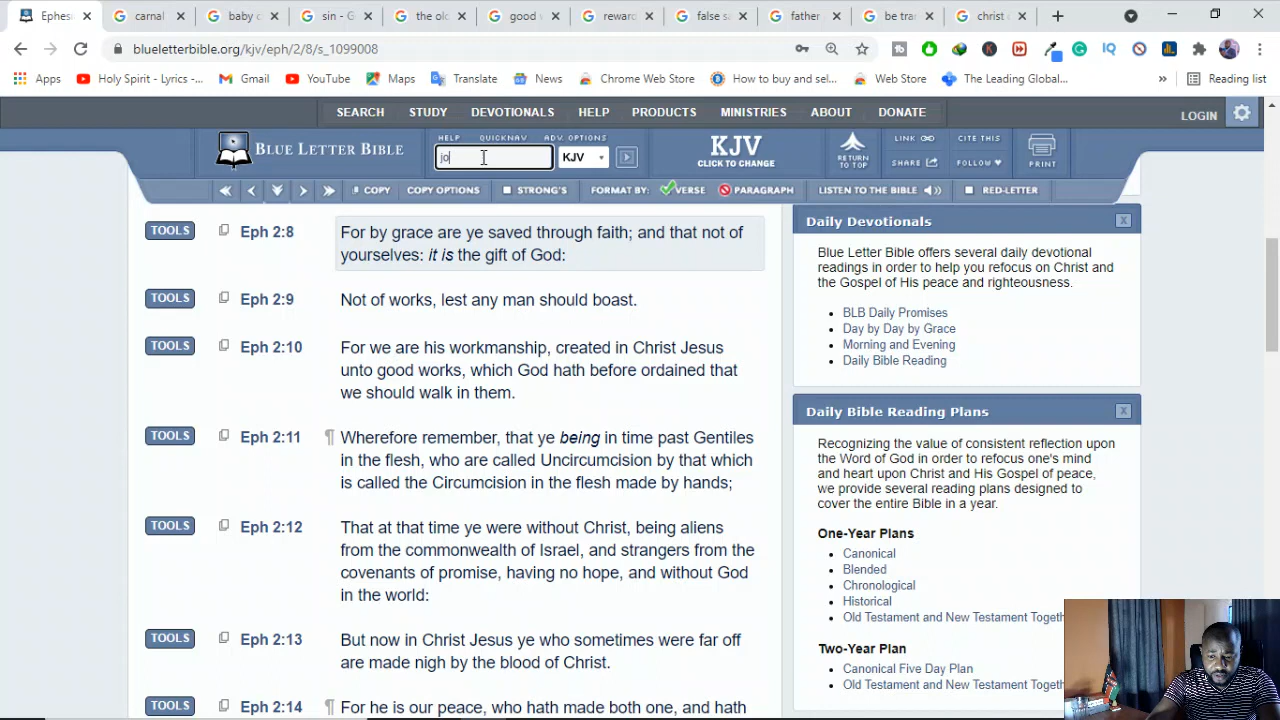 Ephes
carnal
baby c
sin - G
the ol
good v
reward
false sa
father
be tra
christ c
blueletterbible.org/kjv/eph/2/8/s_1099008
Apps
Holy Spirit - Lyrics -...
Gmail
YouTube
Maps
Translate
News
Chrome Web Store
How to buy and sel...
Web Store
The Leading Global...
»
Reading list
SEARCH STUDY DEVOTIONALS HELP PRODUCTS MINISTRIES ABOUT DONATE
LOGIN
BLUE LETTER BIBLE
HELP QUICKNAV ADV. OPTIONS
jo
KJV
KJV
CLICK TO CHANGE
RETURN
TO TOP
LINK
CITE THIS
SHARE
FOLLOW
PRINT
COPY COPY OPTIONS STRONG'S FORMAT BY: VERSE PARAGRAPH LISTEN TO THE BIBLE RED-LETTER
TOOLS Eph 2:8 For by grace are ye saved through faith; and that not of
yourselves: it is the gift of God:
TOOLS Eph 2:9 Not of works, lest any man should boast.
TOOLS Eph 2:10 For we are his workmanship, created in Christ Jesus
unto good works, which God hath before ordained that
we should walk in them.
TOOLS Eph 2:11 ¶ Wherefore remember, that ye being in time past Gentiles
in the flesh, who are called Uncircumcision by that which
is called the Circumcision in the flesh made by hands;
TOOLS Eph 2:12 That at that time ye were without Christ, being aliens
from the commonwealth of Israel, and strangers from the
covenants of promise, having no hope, and without God
in the world:
TOOLS Eph 2:13 But now in Christ Jesus ye who sometimes were far off
are made nigh by the blood of Christ.
TOOLS Eph 2:14 ¶ For he is our peace, who hath made both one, and hath
Daily Devotionals
Blue Letter Bible offers several daily devotional
readings in order to help you refocus on Christ and
the Gospel of His peace and righteousness.
BLB Daily Promises
Day by Day by Grace
Morning and Evening
Daily Bible Reading
Daily Bible Reading Plans
Recognizing the value of consistent reflection upon
the Word of God in order to refocus one's mind
and heart upon Christ and His Gospel of peace,
we provide several reading plans designed to
cover the entire Bible in a year.
One-Year Plans
Canonical
Blended
Chronological
Historical
Old Testament and New Testament Togeth
Two-Year Plan
Canonical Five Day Plan
Old Testament and New Testament Togeth